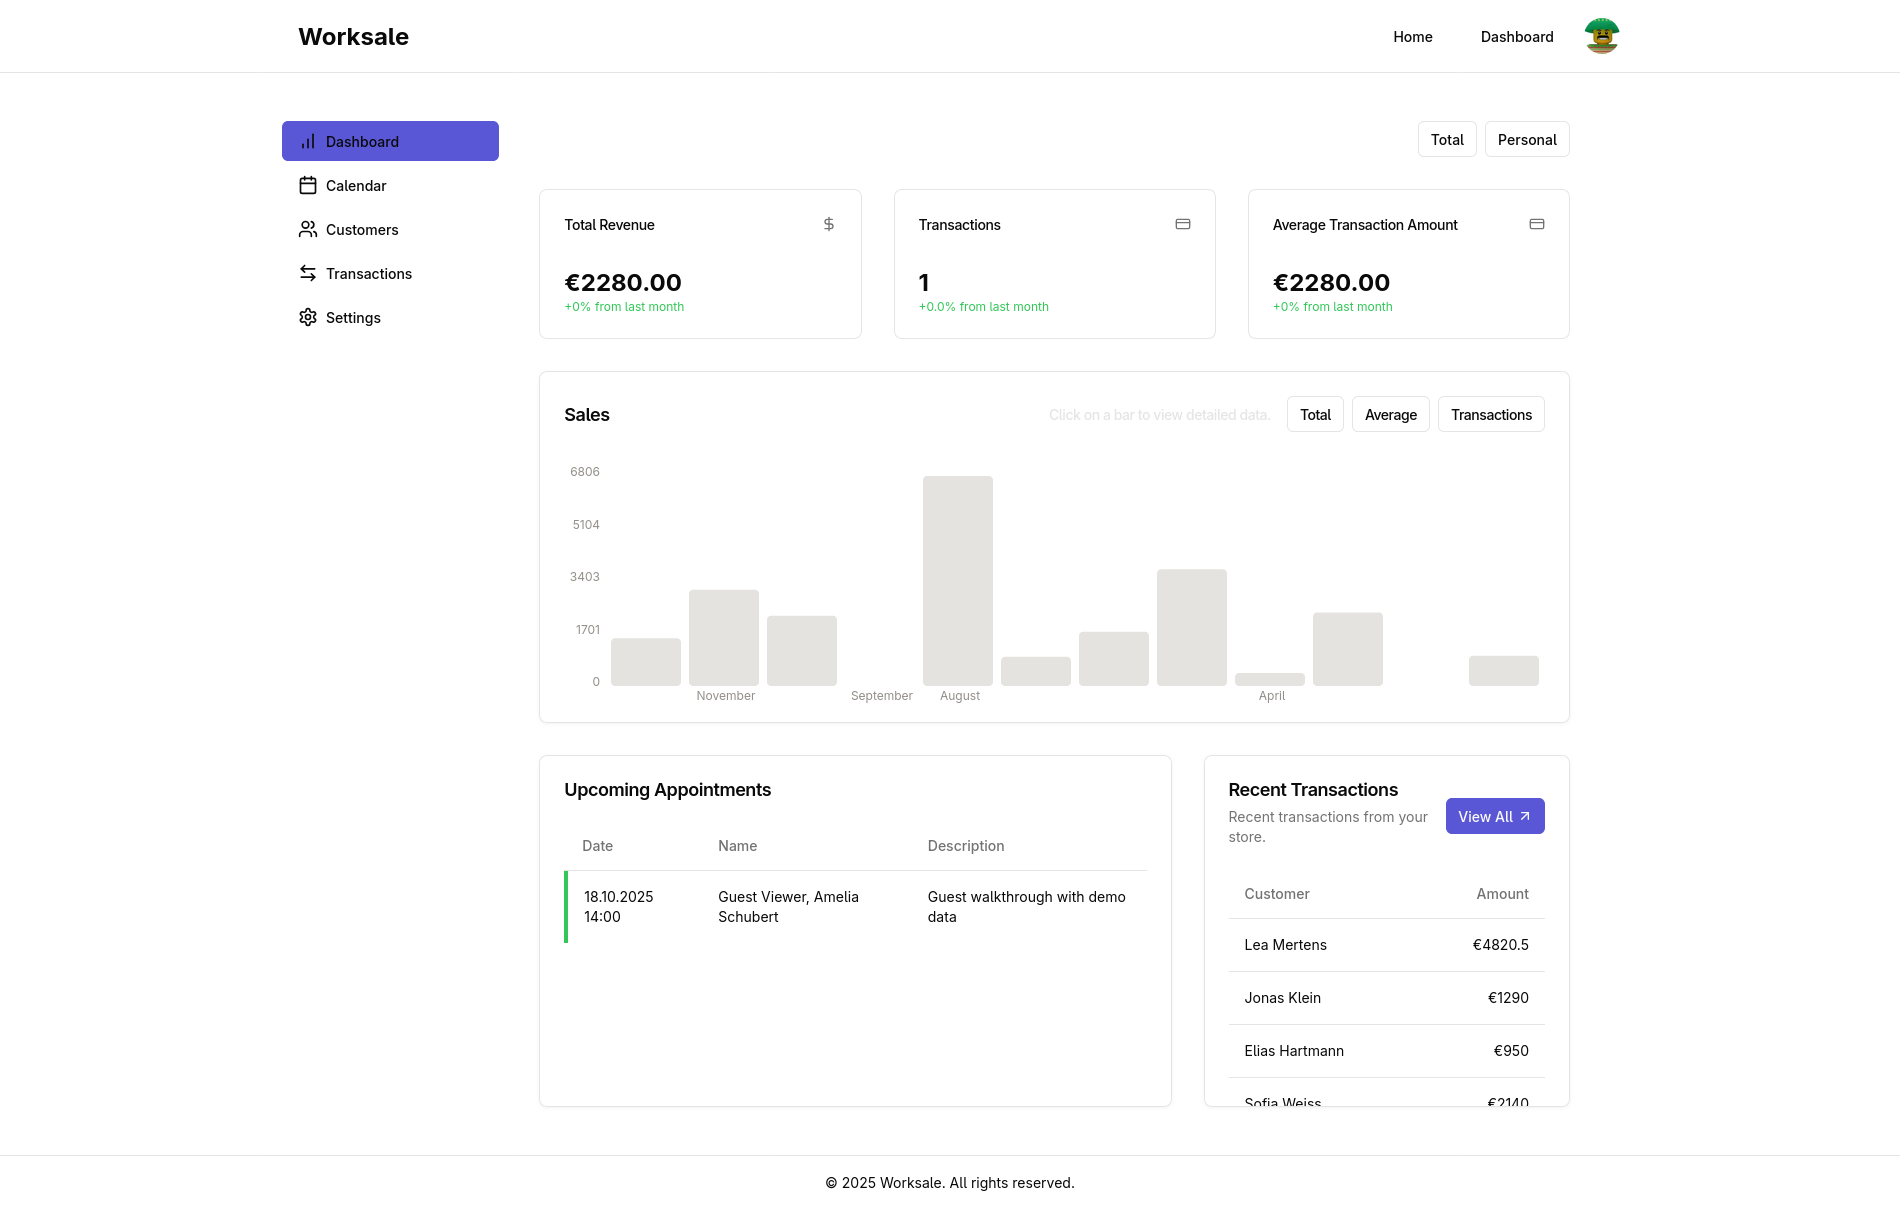 Worksale
Home
Dashboard
Dashboard
Calendar
Customers
Transactions
Settings
Total
Personal
Total Revenue
€2280.00
+0% from last month
Transactions
1
+0.0% from last month
Average Transaction Amount
€2280.00
+0% from last month
Sales
Click on a bar to view detailed data.
Total
Average
Transactions
6806
5104
3403
1701
0
November
September
August
April
Upcoming Appointments
Date
Name
Description
18.10.2025
14:00
Guest Viewer, Amelia
Schubert
Guest walkthrough with demo
data
Recent Transactions
Recent transactions from your
store.
View All
Customer
Amount
Lea Mertens
€4820.5
Jonas Klein
€1290
Elias Hartmann
€950
Sofia Weiss
€2140
© 2025 Worksale. All rights reserved.